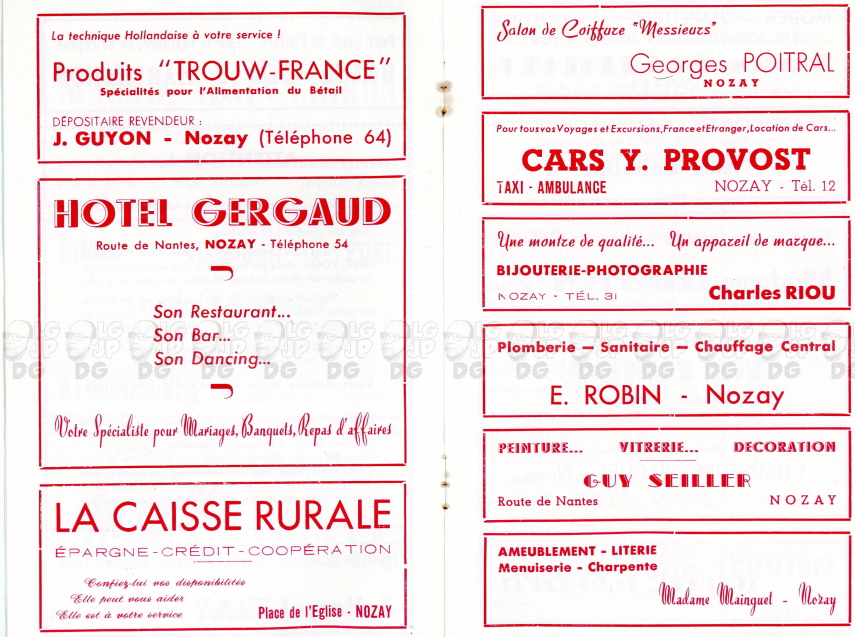 La technique Hollandaise à votre service !
Produits "TROUW-FRANCE"
Spécialités pour l'Alimentation du Bétail
DÉPOSITAIRE REVENDEUR :
J. GUYON - Nozay (Téléphone 64)
HOTEL GERGAUD
Route de Nantes, NOZAY - Téléphone 54
Son Restaurant...
Son Bar...
Son Dancing...
Votre Spécialiste pour Mariages, Banquets, Repas d'affaires
LA CAISSE RURALE
ÉPARGNE - CRÉDIT - COOPÉRATION
Confiez-lui vos disponibilités
Elle peut vous aider
Elle est à votre service
Place de l'Eglise - NOZAY
Salon de Coiffure "Messieurs"
Georges POITRAL
NOZAY
Pour tous vos Voyages et Excursions, France et Etranger, Location de Cars...
CARS Y. PROVOST
TAXI - AMBULANCE NOZAY - Tél. 12
Une montre de qualité... Un appareil de marque...
BIJOUTERIE-PHOTOGRAPHIE
NOZAY - TÉL. 31 Charles RIOU
Plomberie - Sanitaire - Chauffage Central
E. ROBIN - Nozay
PEINTURE... VITRERIE... DECORATION
GUY SEILLER
Route de Nantes NOZAY
AMEUBLEMENT - LITERIE
Menuiserie - Charpente
Madame Mainguet - Nozay
LG JP DG